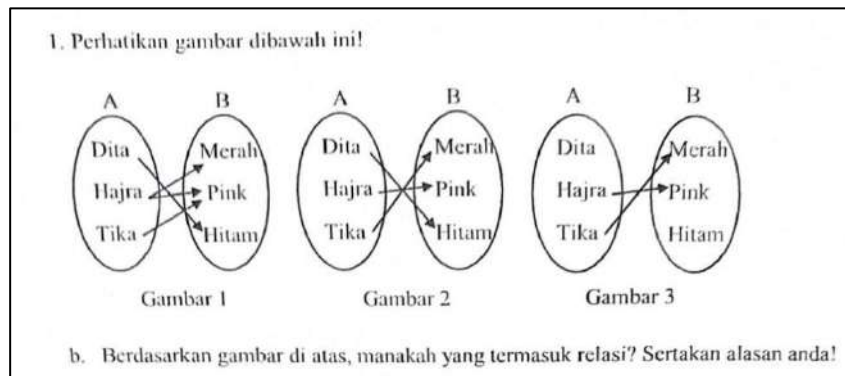 1. Perhatikan gambar dibawah ini!
A B A B A B
Dita Merah Dita Merah Dita Merah
Hajra Pink Hajra Pink Hajra Pink
Tika Hitam Tika Hitam Tika Hitam
Gambar 1 Gambar 2 Gambar 3
b. Berdasarkan gambar di atas, manakah yang termasuk relasi? Sertakan alasan anda!